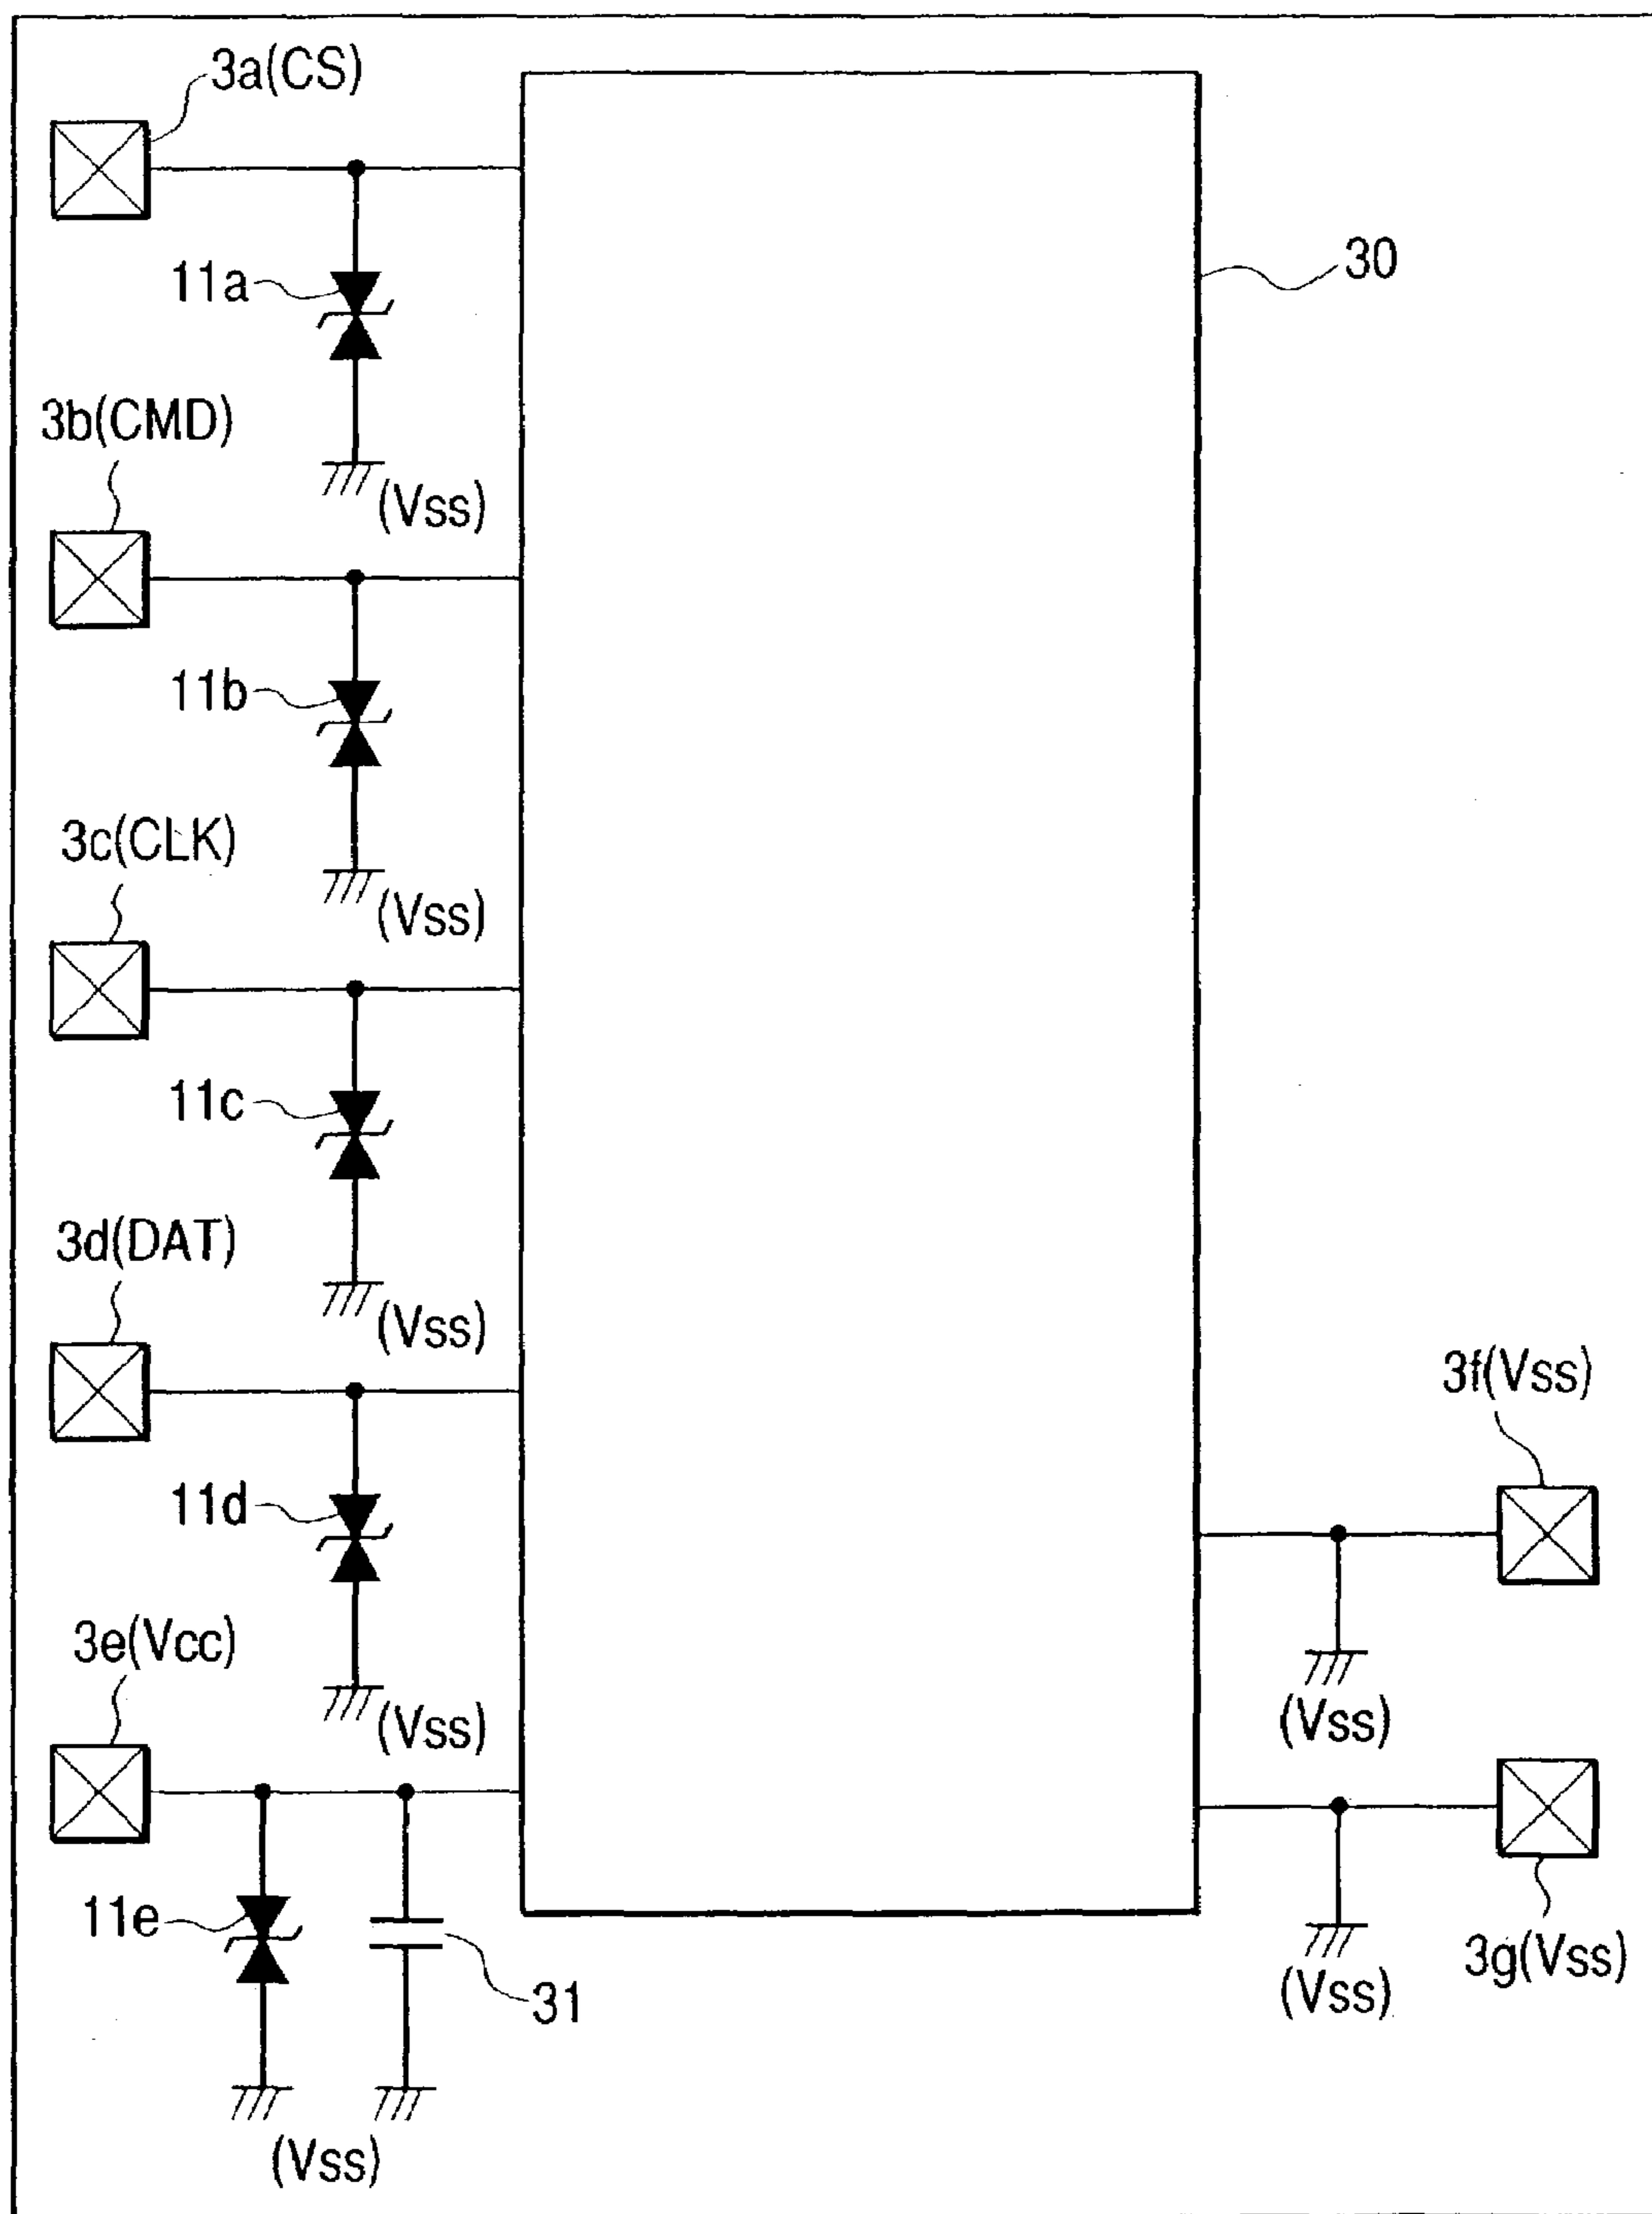 3a(CS)
11a
30
3b(CMD)
(Vss)
11b
3c(CLK)
(Vss)
11c
3d(DAT)
(Vss)
3f(Vss)
11d
3e(Vcc)
(Vss)
(Vss)
11e
31
3g(Vss)
(Vss)
(Vss)